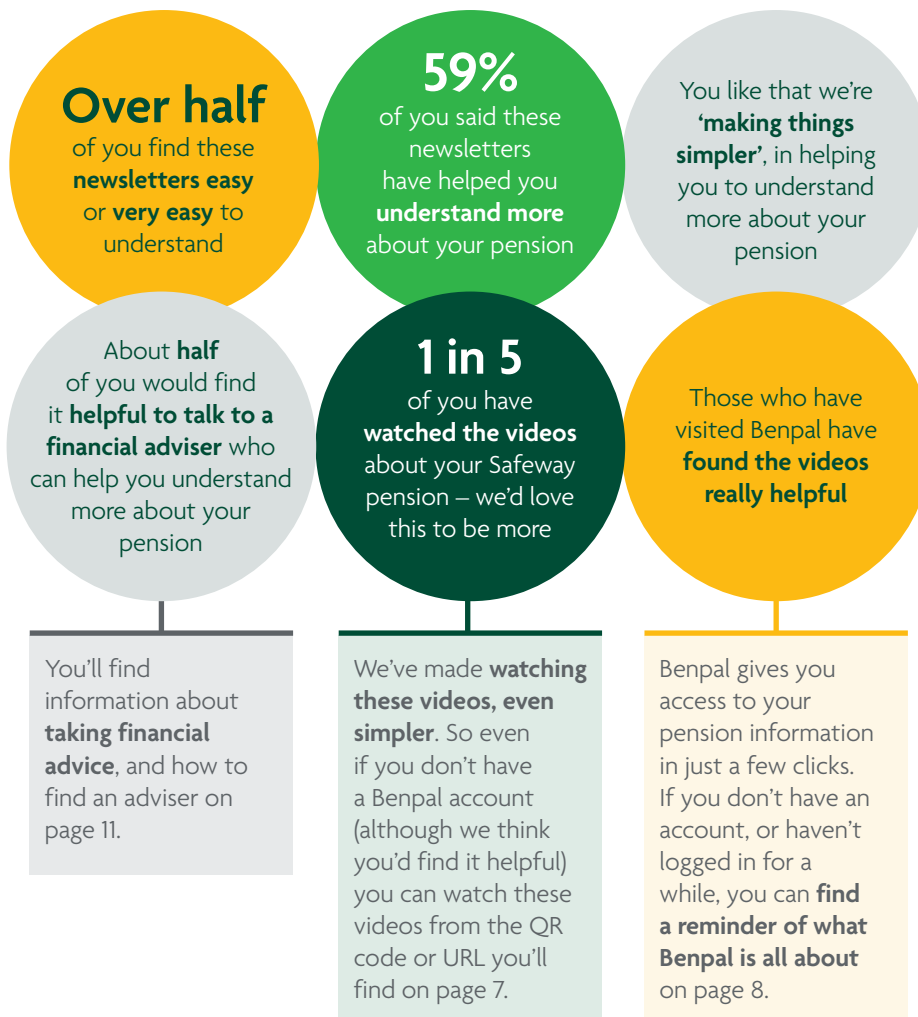 Over half
of you find these
newsletters easy
or very easy to
understand
59%
of you said these
newsletters
have helped you
understand more
about your pension
You like that we’re
‘making things
simpler’, in helping
you to understand
more about your
pension
About half
of you would find
it helpful to talk to a
financial adviser who
can help you understand
more about your
pension
1 in 5
of you have
watched the videos
about your Safeway
pension – we’d love
this to be more
Those who have
visited Benpal have
found the videos
really helpful
You’ll find
information about
taking financial
advice, and how to
find an adviser on
page 11.
We’ve made watching
these videos, even
simpler. So even
if you don’t have
a Benpal account
(although we think
you’d find it helpful)
you can watch these
videos from the QR
code or URL you’ll
find on page 7.
Benpal gives you
access to your
pension information
in just a few clicks.
If you don’t have an
account, or haven’t
logged in for a
while, you can find
a reminder of what
Benpal is all about
on page 8.